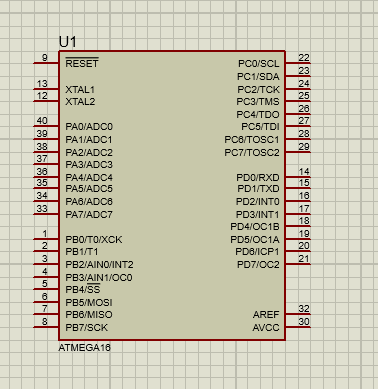 U1
9 RESET PC0/SCL 22
PC1/SDA 23
13 XTAL1 PC2/TCK 24
12 XTAL2 PC3/TMS 25
PC4/TDO 26
40 PA0/ADC0 PC5/TDI 27
39 PA1/ADC1 PC6/TOSC1 28
38 PA2/ADC2 PC7/TOSC2 29
37 PA3/ADC3
36 PA4/ADC4 PD0/RXD 14
35 PA5/ADC5 PD1/TXD 15
34 PA6/ADC6 PD2/INT0 16
33 PA7/ADC7 PD3/INT1 17
PD4/OC1B 18
1 PB0/T0/XCK PD5/OC1A 19
2 PB1/T1 PD6/ICP1 20
3 PB2/AIN0/INT2 PD7/OC2 21
4 PB3/AIN1/OC0
5 PB4/SS
6 PB5/MOSI
7 PB6/MISO AREF 32
8 PB7/SCK AVCC 30
ATMEGA16